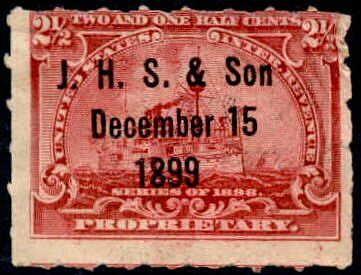 2½ TWO AND ONE HALF CENTS 2½
UNITED STATES INTER. REVENUE
J. H. S. & Son
December 15
1899
SERIES OF 1898.
PROPRIETARY.